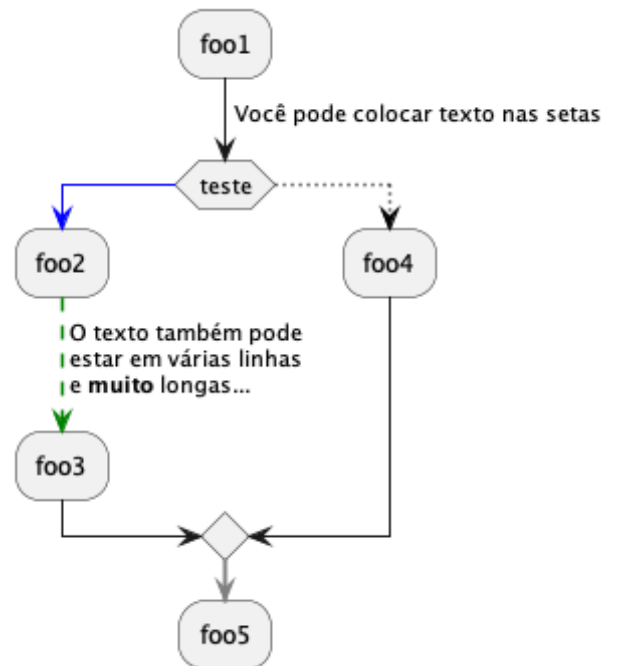 foo1
Você pode colocar texto nas setas
teste
foo2
foo4
O texto também pode
estar em várias linhas
e muito longas...
foo3
foo5